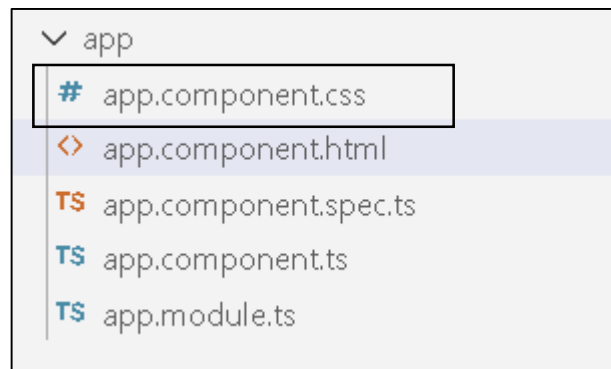 app
# app.component.css
<> app.component.html
TS app.component.spec.ts
TS app.component.ts
TS app.module.ts